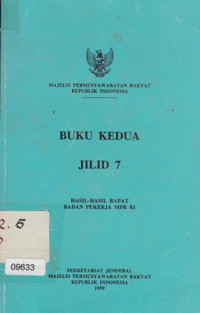 MAJELIS PERMUSYAWARATAN RAKYAT
REPUBLIK INDONESIA
BUKU KEDUA
JILID 7
HASIL-HASIL RAPAT
BADAN PEKERJA MPR RI
2.5
09633
SEKRETARIAT JENDERAL
MAJELIS PERMUSYAWARATAN RAKYAT
REPUBLIK INDONESIA
1999